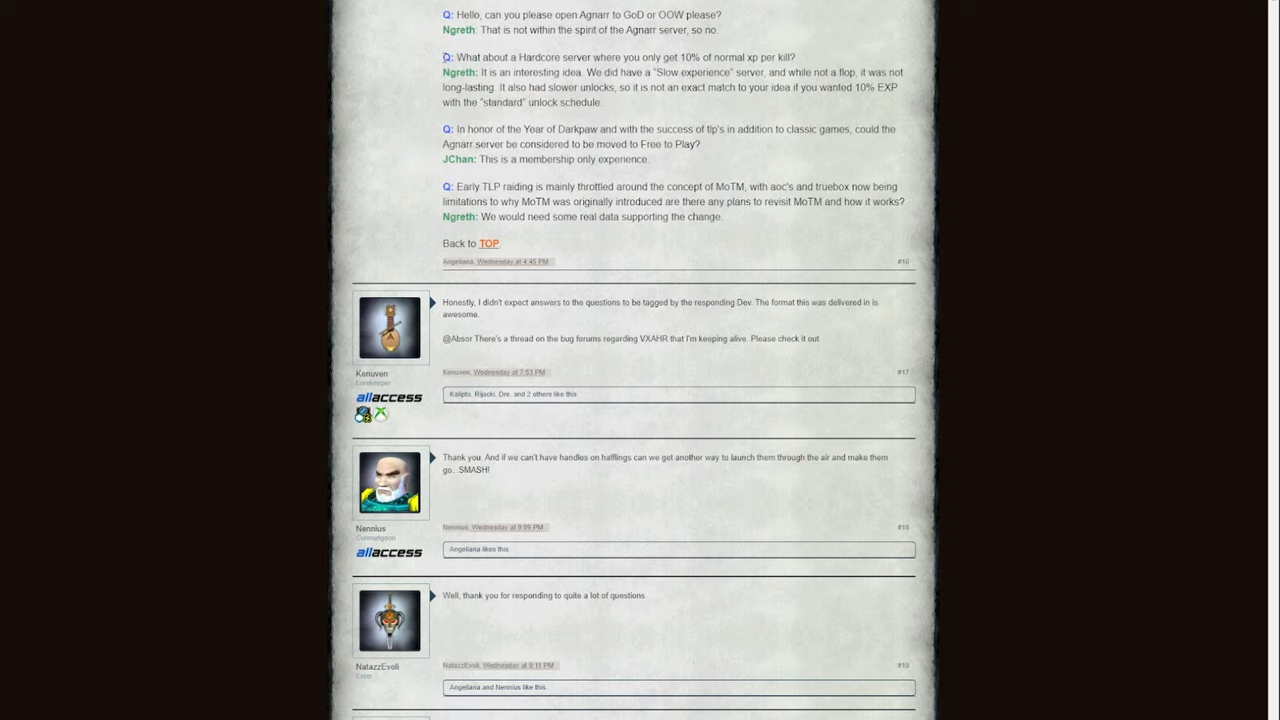 Q: Hello, can you please open Agnarr to GoD or OOW please?
Ngreth: That is not within the spirit of the Agnarr server, so no.
Q: What about a Hardcore server where you only get 10% of normal xp per kill?
Ngreth: It is an interesting idea. We did have a "Slow experience" server, and while not a flop, it was not
long-lasting. It also had slower unlocks, so it is not an exact match to your idea if you wanted 10% EXP
with the "standard" unlock schedule.
Q: In honor of the Year of Darkpaw and with the success of tlp's in addition to classic games, could the
Agnarr server be considered to be moved to Free to Play?
JChan: This is a membership only experience.
Q: Early TLP raiding is mainly throttled around the concept of MoTM, with aoc's and truebox now being
limitations to why MoTM was originally introduced are there any plans to revisit MoTM and how it works?
Ngreth: We would need some real data supporting the change.
Back to TOP.
Angeliana, Wednesday at 4:45 PM #16
Honestly, I didn't expect answers to the questions to be tagged by the responding Dev. The format this was delivered in is
awesome.
@Absor There's a thread on the bug forums regarding VXAHR that I'm keeping alive. Please check it out
Kenuven
Lorekeeper
allaccess
Kenuven, Wednesday at 7:53 PM #17
Kalipto, Rijacki, Dre. and 2 others like this
Thank you. And if we can't have handles on halflings can we get another way to launch them through the air and make them
go...SMASH!
Nennius
Curmudgeon
allaccess
Nennius, Wednesday at 9:09 PM #18
Angeliana likes this
Well, thank you for responding to quite a lot of questions.
NatazzEvoli
Elder
NatazzEvoli, Wednesday at 9:11 PM #19
Angeliana and Nennius like this